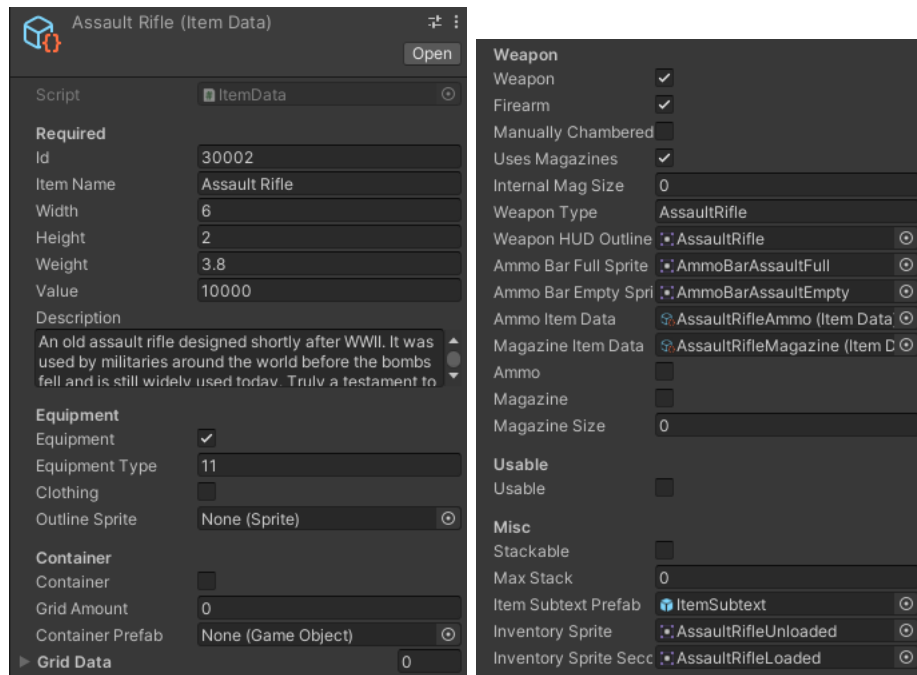 Assault Rifle (Item Data)
Open
Script ItemData
Required
Id 30002
Item Name Assault Rifle
Width 6
Height 2
Weight 3.8
Value 10000
Description
An old assault rifle designed shortly after WWII. It was
used by militaries around the world before the bombs
fell and is still widely used today. Truly a testament to
Equipment
Equipment
Equipment Type 11
Clothing
Outline Sprite None (Sprite)
Container
Container
Grid Amount 0
Container Prefab None (Game Object)
Grid Data 0
Weapon
Weapon
Firearm
Manually Chambered
Uses Magazines
Internal Mag Size 0
Weapon Type AssaultRifle
Weapon HUD Outline AssaultRifle
Ammo Bar Full Sprite AmmoBarAssaultFull
Ammo Bar Empty Spri AmmoBarAssaultEmpty
Ammo Item Data AssaultRifleAmmo (Item Data
Magazine Item Data AssaultRifleMagazine (Item D
Ammo
Magazine
Magazine Size 0
Usable
Usable
Misc
Stackable
Max Stack 0
Item Subtext Prefab ItemSubtext
Inventory Sprite AssaultRifleUnloaded
Inventory Sprite Secc AssaultRifleLoaded